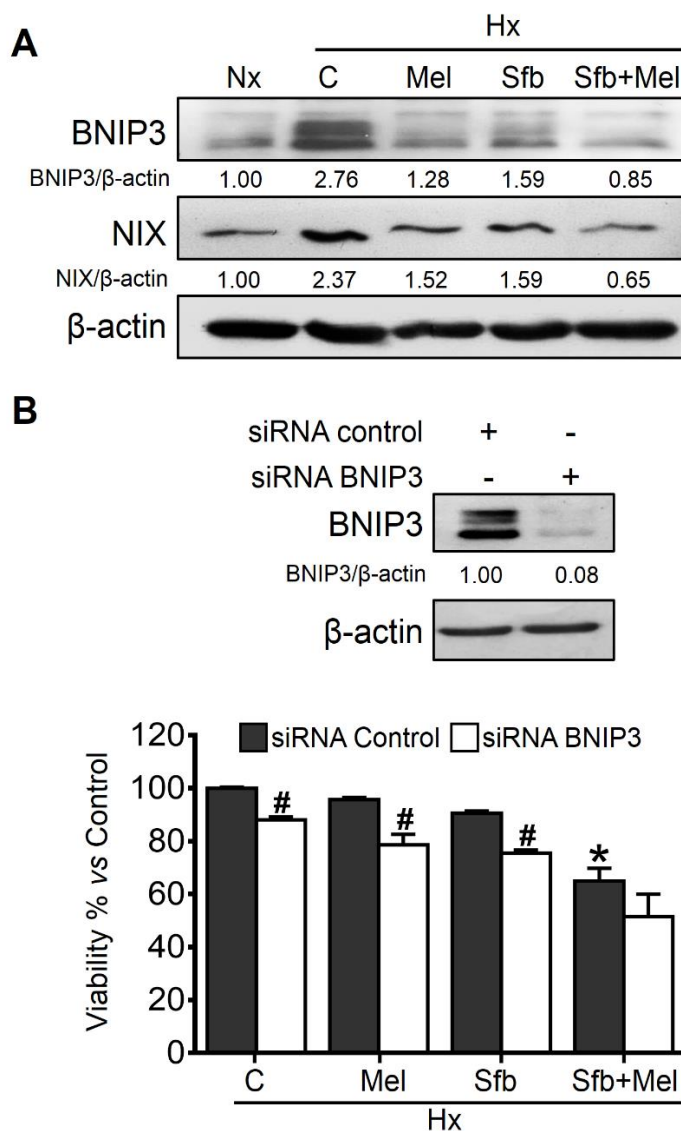 A
Hx
Nx C Mel Sfb Sfb+Mel
BNIP3
BNIP3/β-actin 1.00 2.76 1.28 1.59 0.85
NIX
NIX/β-actin 1.00 2.37 1.52 1.59 0.65
β-actin
B
siRNA control + -
siRNA BNIP3 - +
BNIP3
BNIP3/β-actin 1.00 0.08
β-actin
siRNA Control siRNA BNIP3
Viability % vs Control
120
100
80
60
40
20
0
# # # *
C Mel Sfb Sfb+Mel
Hx